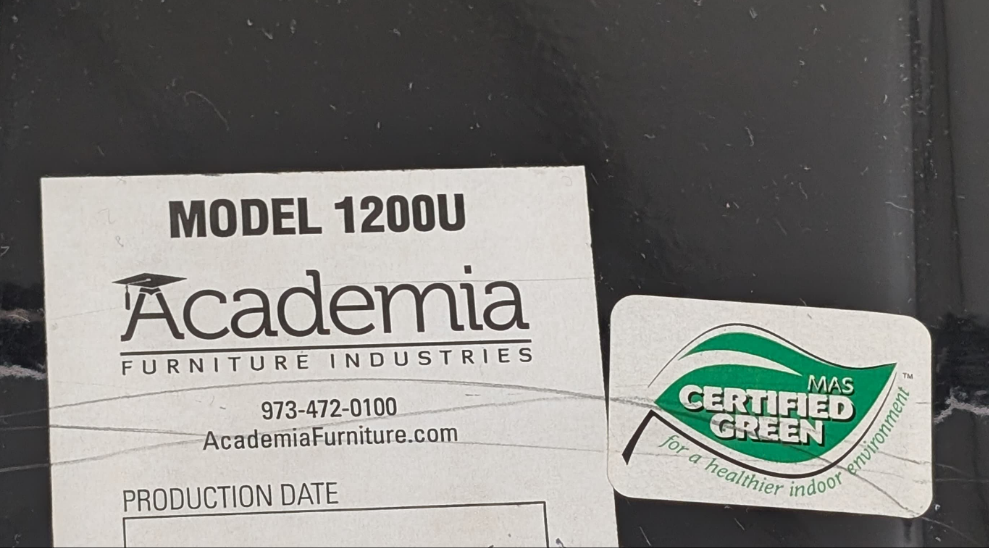 MODEL 1200U
Academia
FURNITURE INDUSTRIES
973-472-0100
AcademiaFurniture.com
PRODUCTION DATE
MAS
CERTIFIED
GREEN
™
for a healthier indoor environment